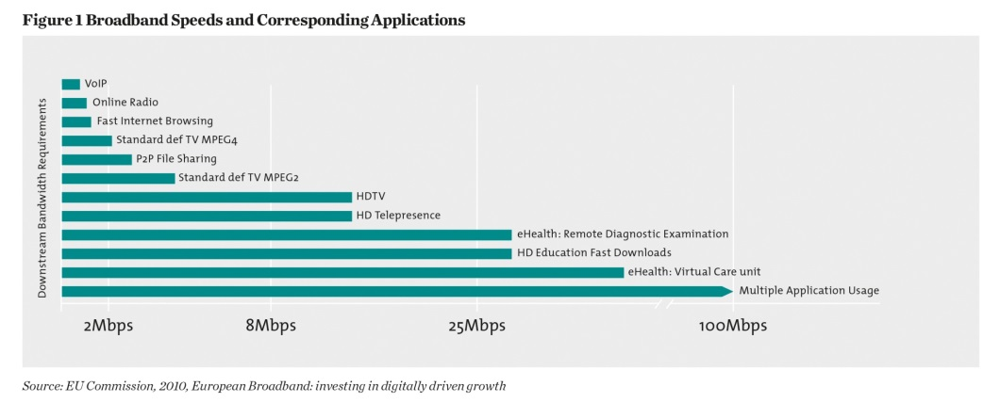 Figure 1 Broadband Speeds and Corresponding Applications
Downstream Bandwidth Requirements
VoIP
Online Radio
Fast Internet Browsing
Standard def TV MPEG4
P2P File Sharing
Standard def TV MPEG2
HDTV
HD Telepresence
eHealth: Remote Diagnostic Examination
HD Education Fast Downloads
eHealth: Virtual Care unit
Multiple Application Usage
2Mbps 8Mbps 25Mbps 100Mbps
Source: EU Commission, 2010, European Broadband: investing in digitally driven growth